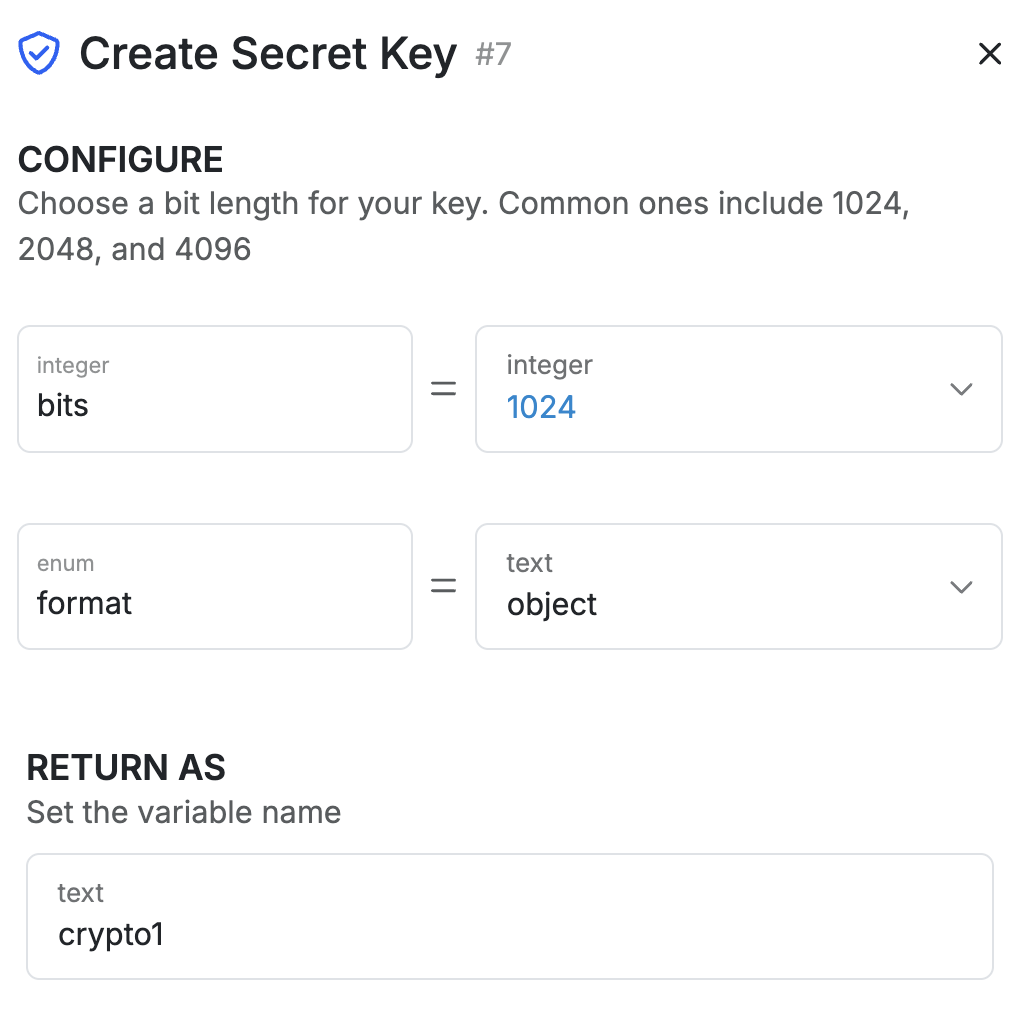 Create Secret Key #7
CONFIGURE
Choose a bit length for your key. Common ones include 1024,
2048, and 4096
integer
bits
=
integer
1024
enum
format
=
text
object
RETURN AS
Set the variable name
text
crypto1